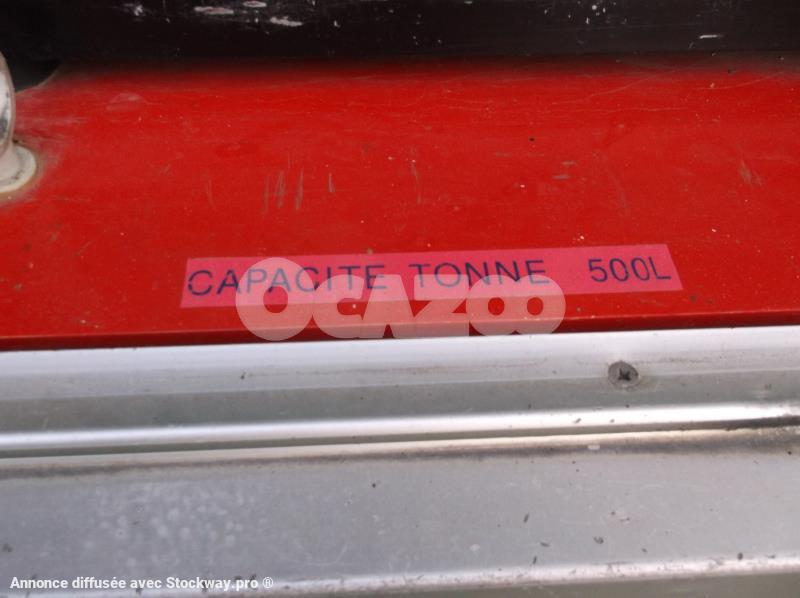 CAPACITE TONNE 500L
OCAZOO
Annonce diffusée avec Stockway.pro ®